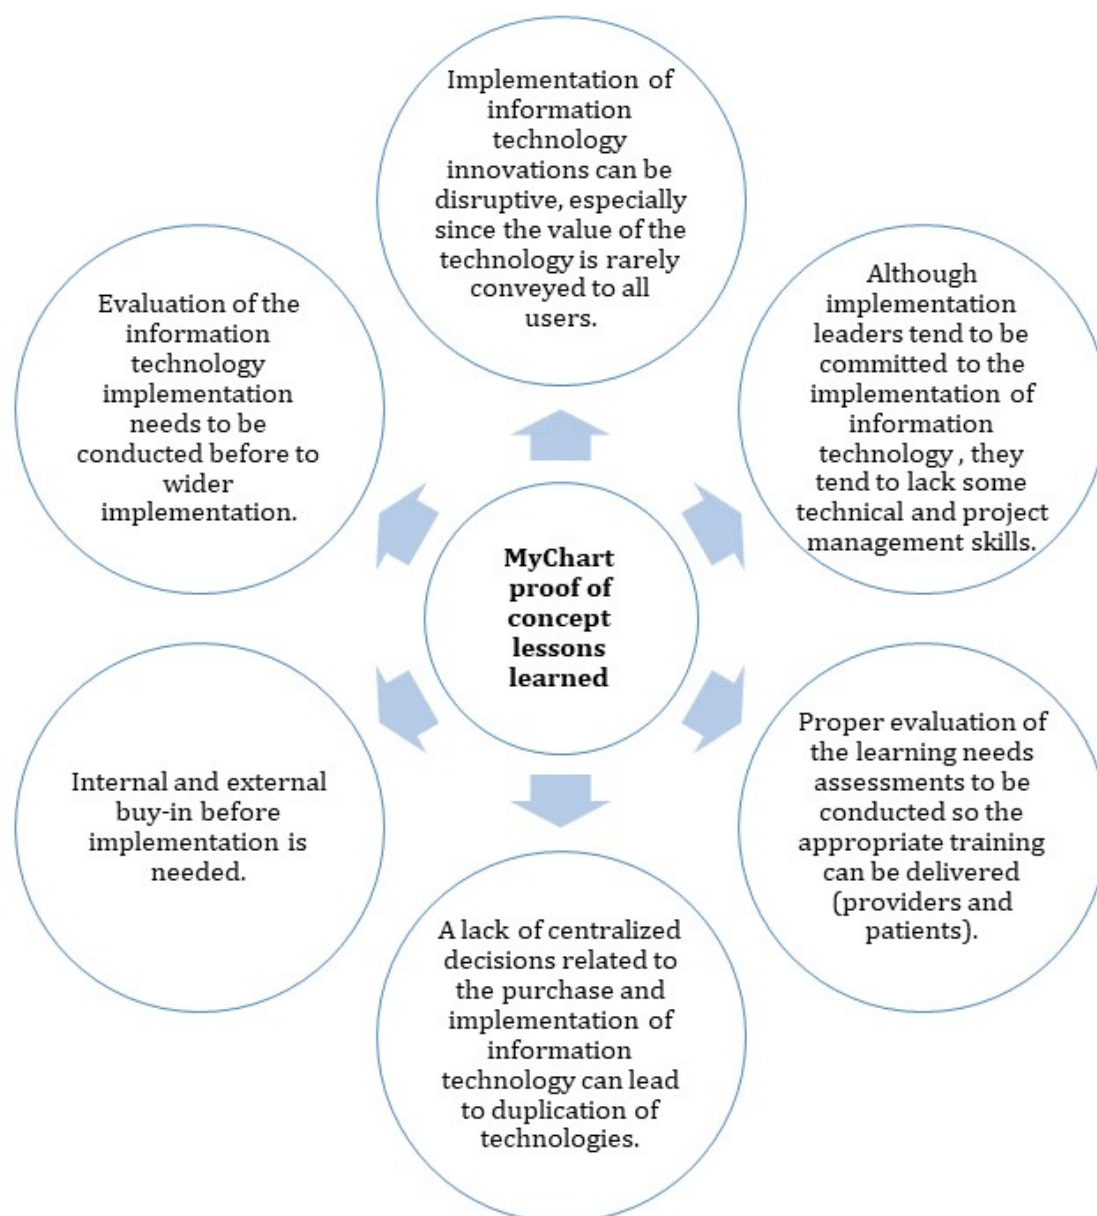 Implementation of
information
technology
innovations can be
disruptive, especially
since the value of the
technology is rarely
conveyed to all
users.
Although
implementation
leaders tend to be
committed to the
implementation of
information
technology , they
tend to lack some
technical and project
management skills.
Proper evaluation of
the learning needs
assessments to be
conducted so the
appropriate training
can be delivered
(providers and
patients).
A lack of centralized
decisions related to
the purchase and
implementation of
information
technology can lead
to duplication of
technologies.
Internal and external
buy-in before
implementation is
needed.
Evaluation of the
information
technology
implementation
needs to be
conducted before to
wider
implementation.
MyChart
proof of
concept
lessons
learned